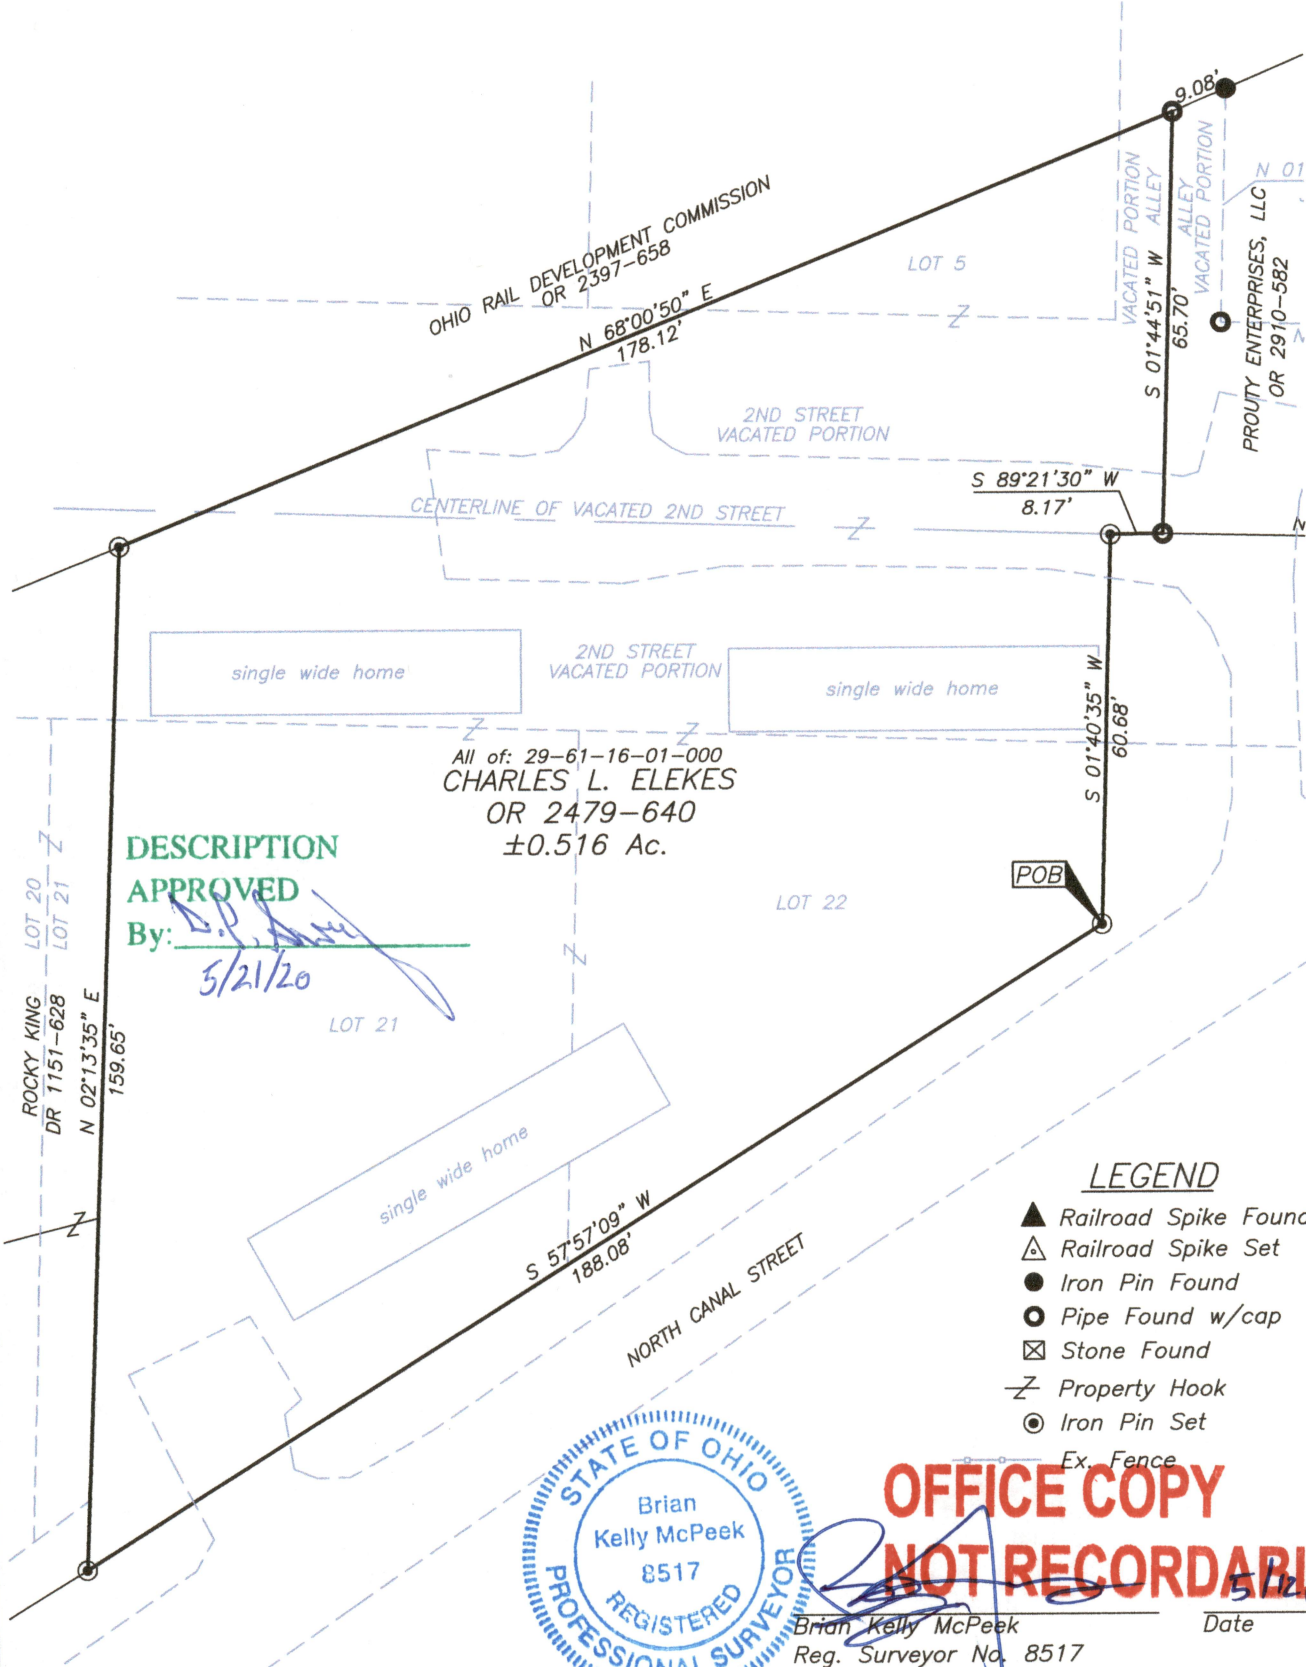 9.08'
OHIO RAIL DEVELOPMENT COMMISSION
OR 2397-658
N 68°00'50" E
178.12'
LOT 5
VACATED PORTION
ALLEY
S 01°44'51" W
65.70'
ALLEY
VACATED PORTION
N 01
PROUTY ENTERPRISES, LLC
OR 2910-582
N
2ND STREET
VACATED PORTION
S 89°21'30" W
8.17'
CENTERLINE OF VACATED 2ND STREET
N
single wide home
2ND STREET
VACATED PORTION
single wide home
S 01°40'35" W
60.68'
All of: 29-61-16-01-000
CHARLES L. ELEKES
OR 2479-640
±0.516 Ac.
DESCRIPTION
APPROVED
By:
5/21/20
POB
LOT 22
LOT 20
LOT 21
ROCKY KING
DR 1151-628
N 02°13'35" E
159.65'
LOT 21
single wide home
S 57°57'09" W
188.08'
NORTH CANAL STREET
LEGEND
Railroad Spike Found
Railroad Spike Set
Iron Pin Found
Pipe Found w/cap
Stone Found
Property Hook
Iron Pin Set
Ex. Fence
STATE OF OHIO
Brian
Kelly McPeek
8517
REGISTERED
PROFESSIONAL SURVEYOR
OFFICE COPY
NOT RECORDABL
5/12
Brian Kelly McPeek
Date
Reg. Surveyor No. 8517